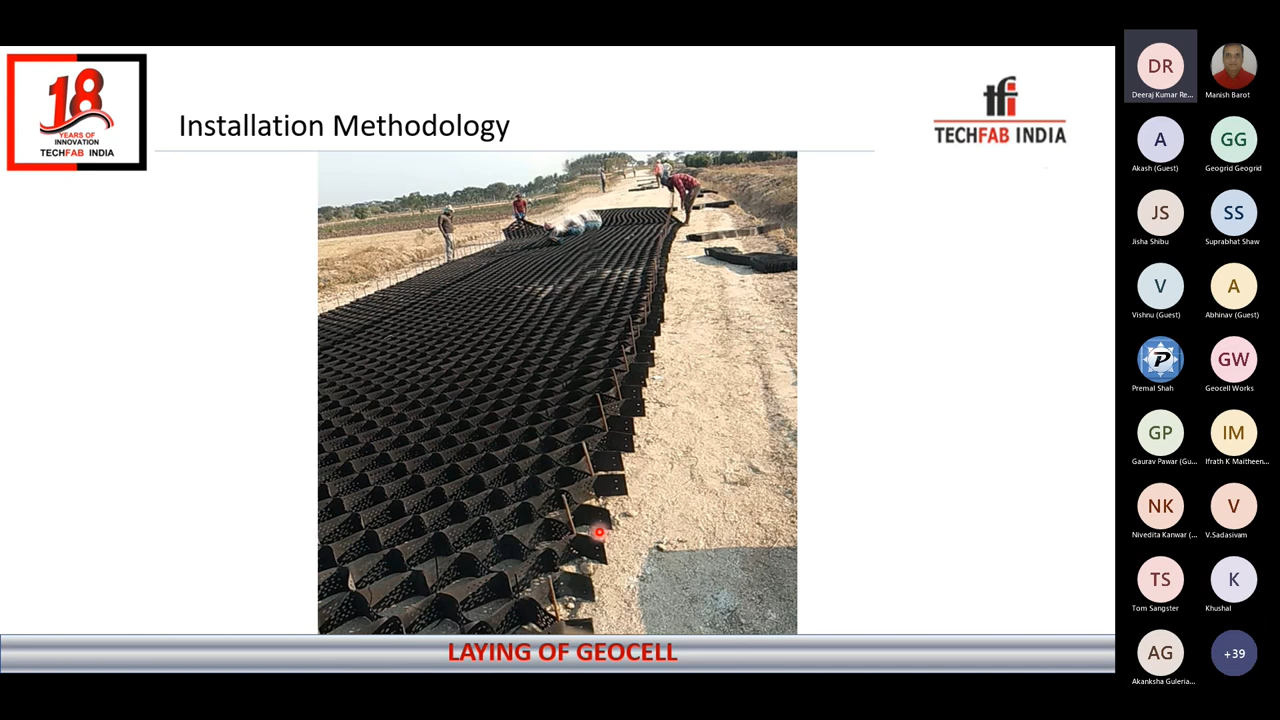 18
YEARS OF
INNOVATION
TECHFAB INDIA
Installation Methodology
tfi
TECHFAB INDIA
LAYING OF GEOCELL
DR
Deeraj Kumar Re...
Manish Barot
A
Akash (Guest)
GG
Geogrid Geogrid
JS
Jisha Shibu
SS
Suprabhat Shaw
V
Vishnu (Guest)
A
Abhinav (Guest)
P
Premal Shah
GW
Geocell Works
GP
Gaurav Pawar (Gu...
IM
Ifrath K Maitheen...
NK
Nivedita Kanwar (...
V
V.Sadasivam
TS
Tom Sangster
K
Khushal
AG
Akanksha Guleria...
+39